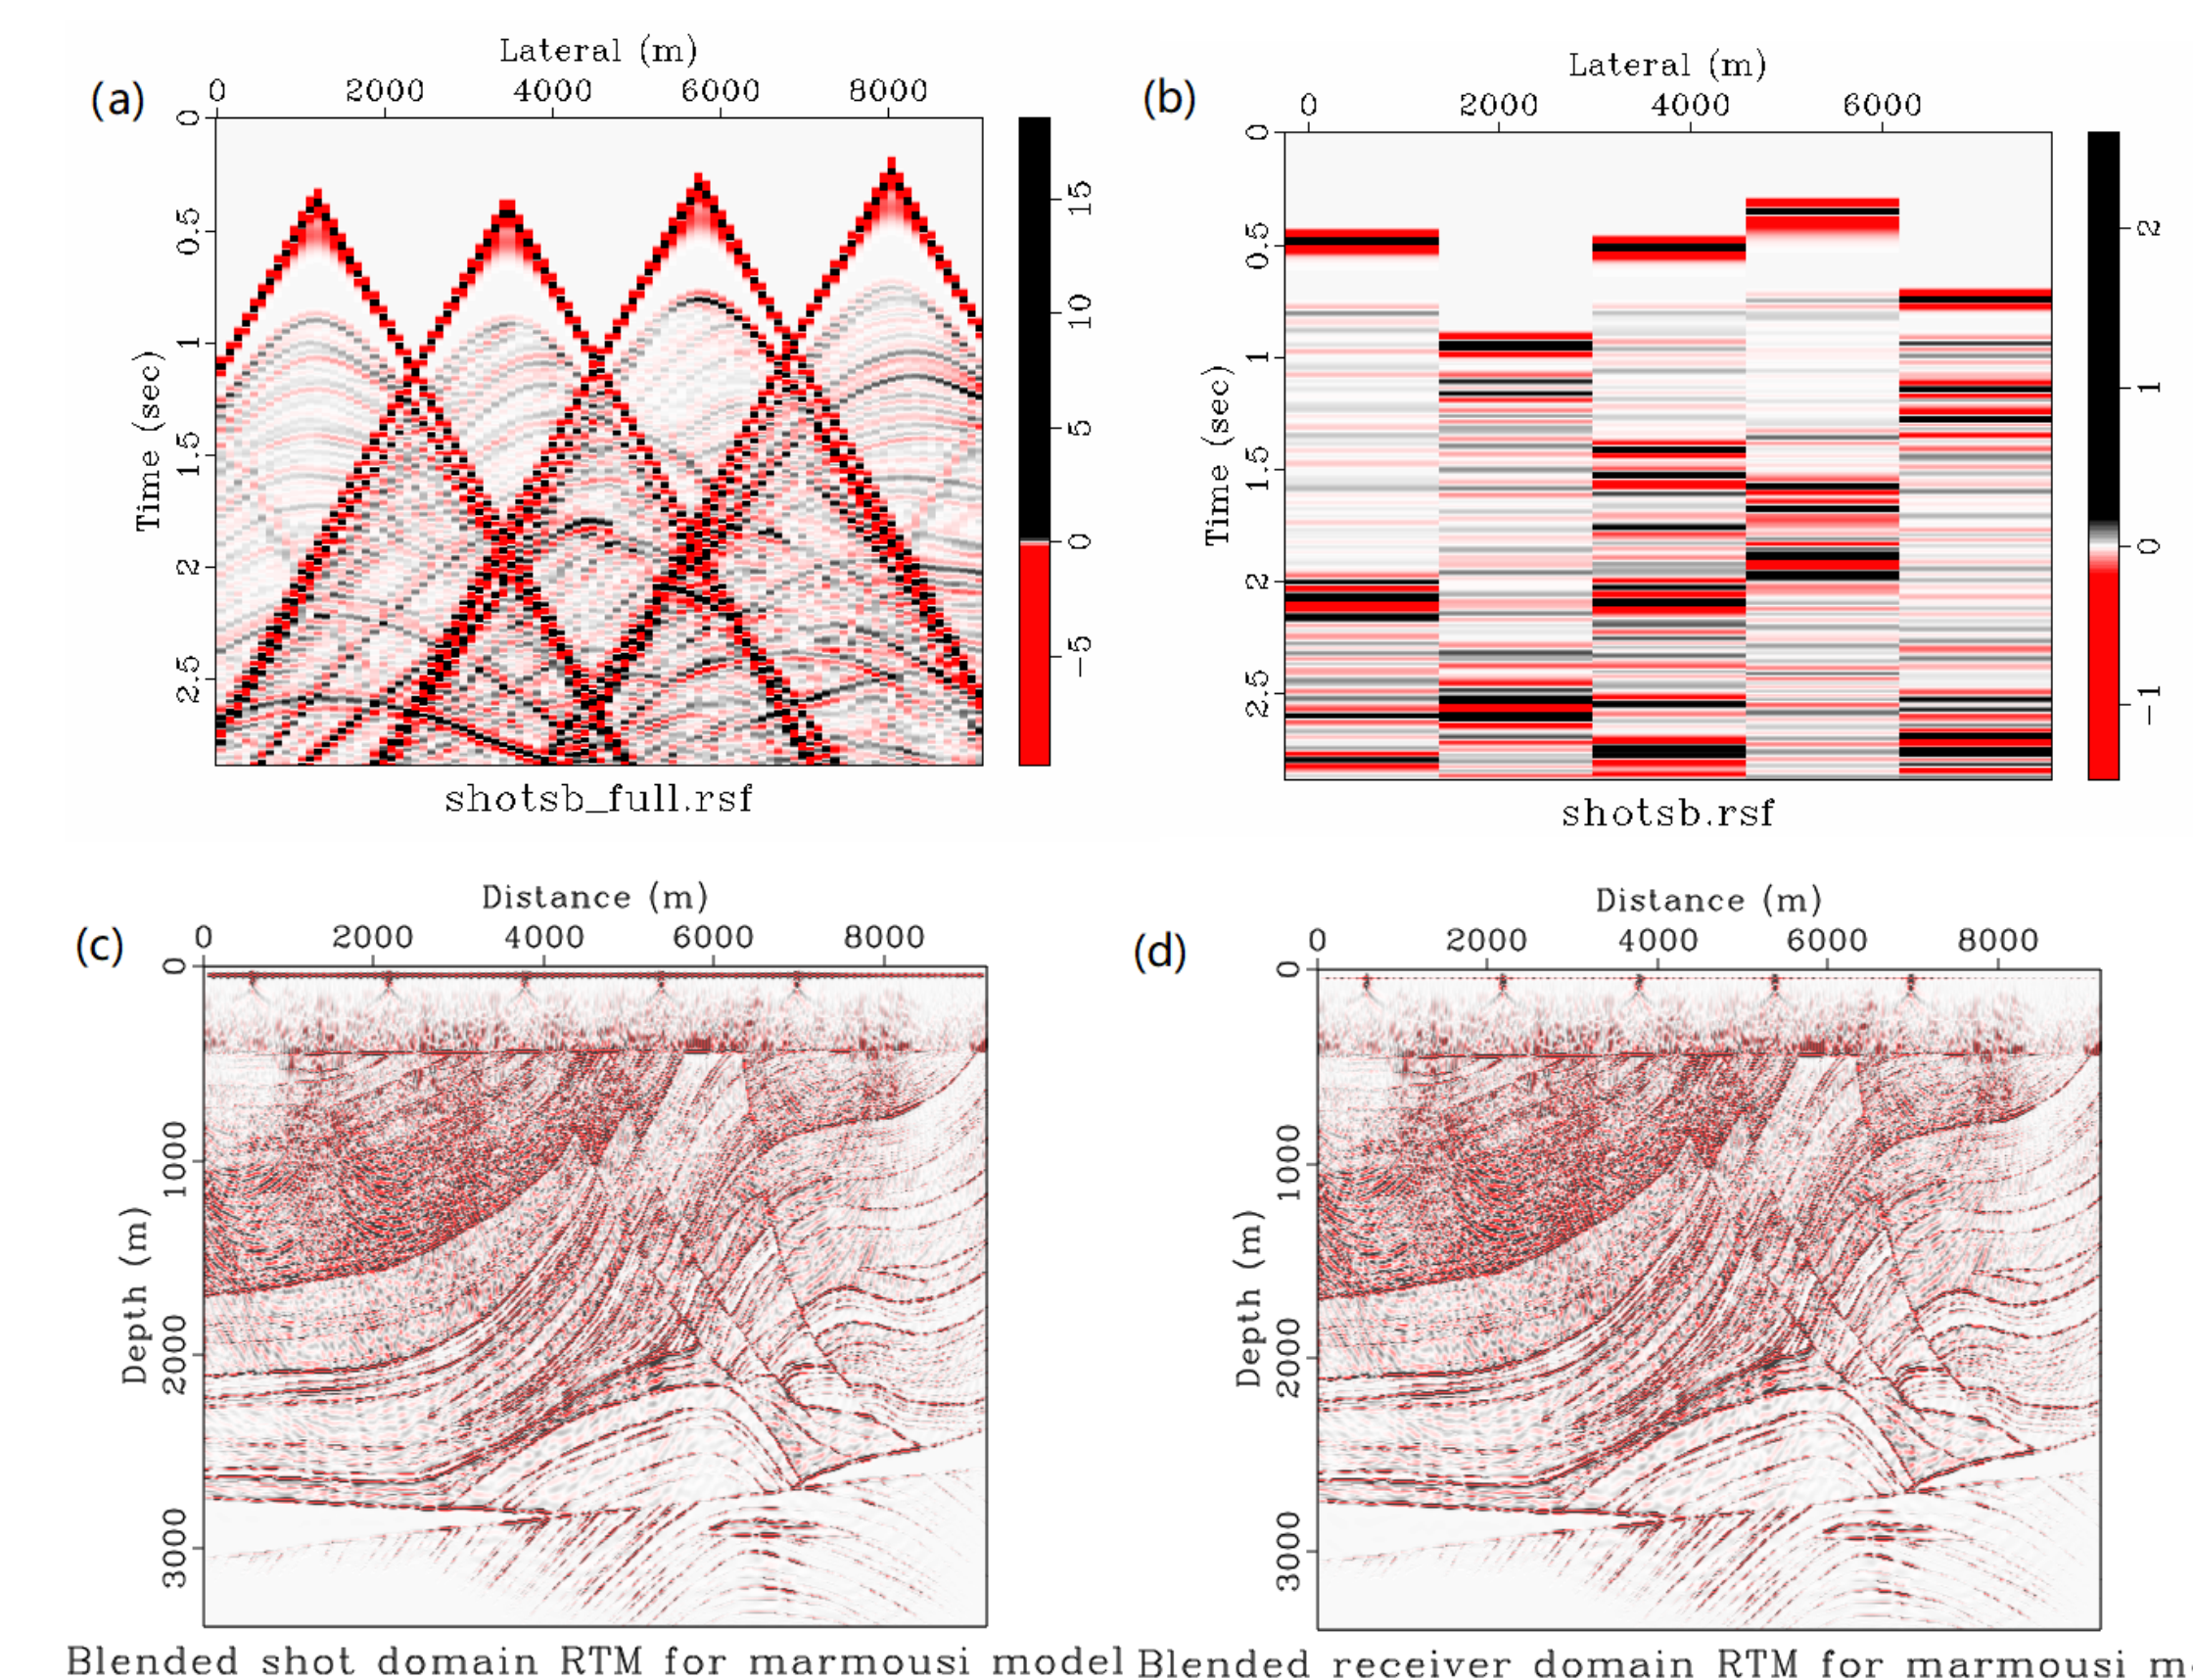 (a)
Lateral (m)
0 2000 4000 6000 8000
Time (sec)
0 0.5 1 1.5 2 2.5
15 10 5 0 −5
shotsb_full.rsf
(b)
Lateral (m)
0 2000 4000 6000
Time (sec)
0 0.5 1 1.5 2 2.5
2 1 0 −1
shotsb.rsf
(c)
Distance (m)
0 2000 4000 6000 8000
Depth (m)
0 1000 2000 3000
Blended shot domain RTM for marmousi model
(d)
Distance (m)
0 2000 4000 6000 8000
Depth (m)
0 1000 2000 3000
Blended receiver domain RTM for marmousi